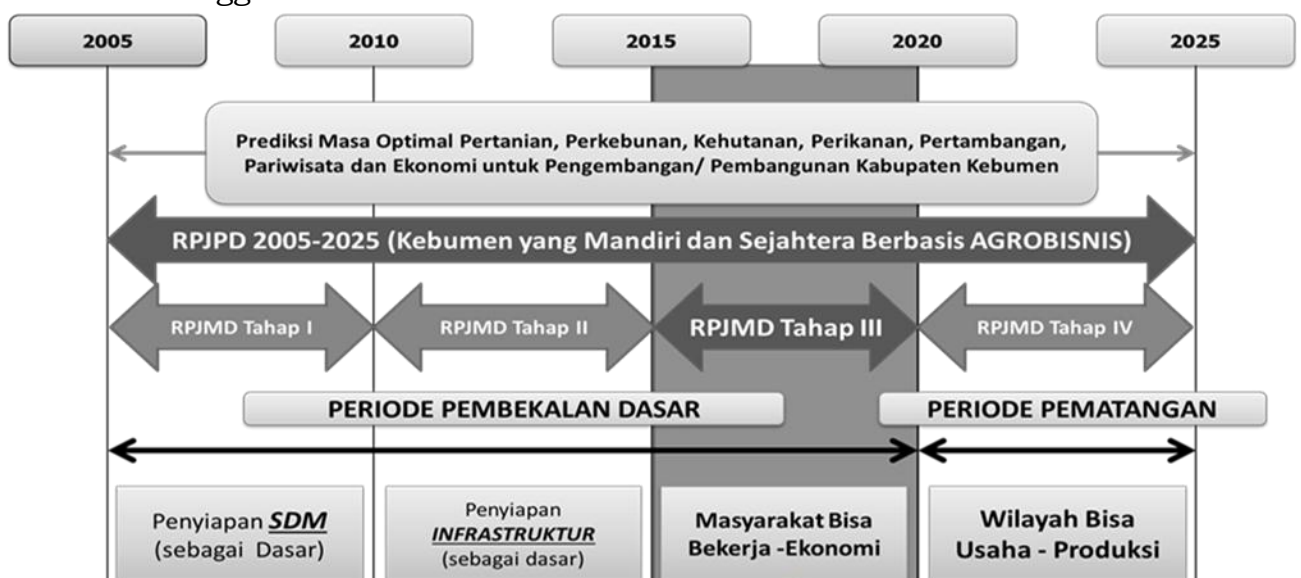 gg
2005
2010
2015
2020
2025
Prediksi Masa Optimal Pertanian, Perkebunan, Kehutanan, Perikanan, Pertambangan,
Pariwisata dan Ekonomi untuk Pengembangan/ Pembangunan Kabupaten Kebumen
RPJPD 2005-2025 (Kebumen yang Mandiri dan Sejahtera Berbasis AGROBISNIS)
RPJMD Tahap I
RPJMD Tahap II
RPJMD Tahap III
RPJMD Tahap IV
PERIODE PEMBEKALAN DASAR
PERIODE PEMATANGAN
Penyiapan SDM
(sebagai Dasar)
Penyiapan
INFRASTRUKTUR
(sebagai dasar)
Masyarakat Bisa
Bekerja -Ekonomi
Wilayah Bisa
Usaha - Produksi